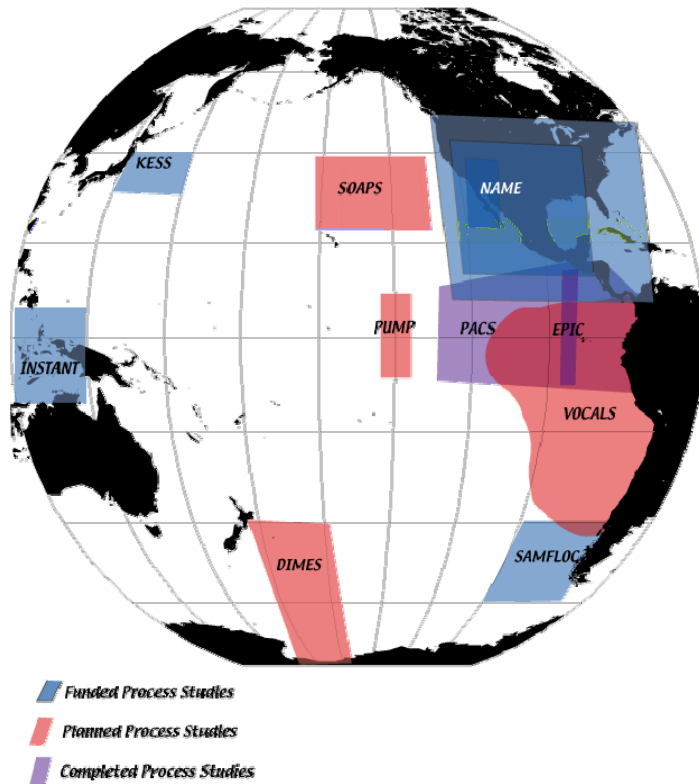 KESS
SOAPS
NAME
PUMP
PACS
EPIC
INSTANT
VOCALS
DIMES
SAMFLOC
Funded Process Studies
Planned Process Studies
Completed Process Studies